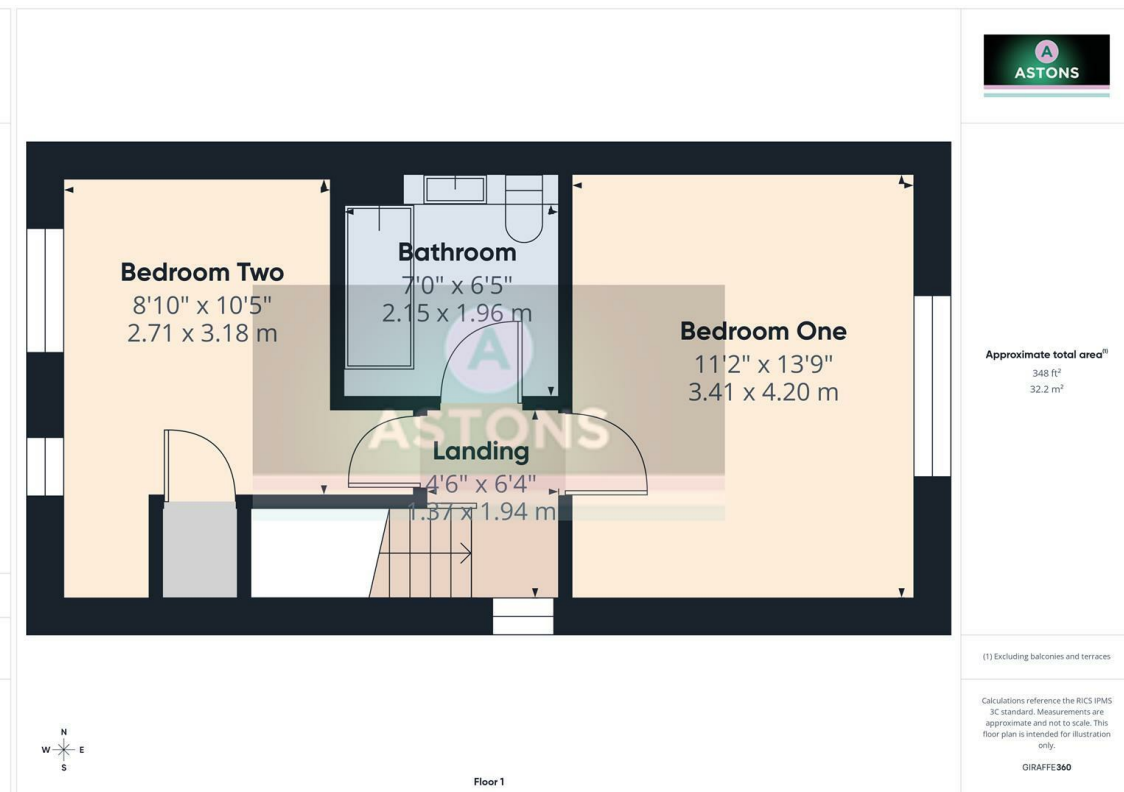 A
ASTONS
Bedroom Two
8'10" x 10'5"
2.71 x 3.18 m
Bathroom
7'0" x 6'5"
2.15 x 1.96 m
Bedroom One
11'2" x 13'9"
3.41 x 4.20 m
A
ASTONS
Landing
4'6" x 6'4"
1.37 x 1.94 m
Approximate total area(1)
348 ft²
32.2 m²
(1) Excluding balconies and terraces
Calculations reference the RICS IPMS
3C standard. Measurements are
approximate and not to scale. This
floor plan is intended for illustration
only.
GIRAFFE360
N
W E
S
Floor 1